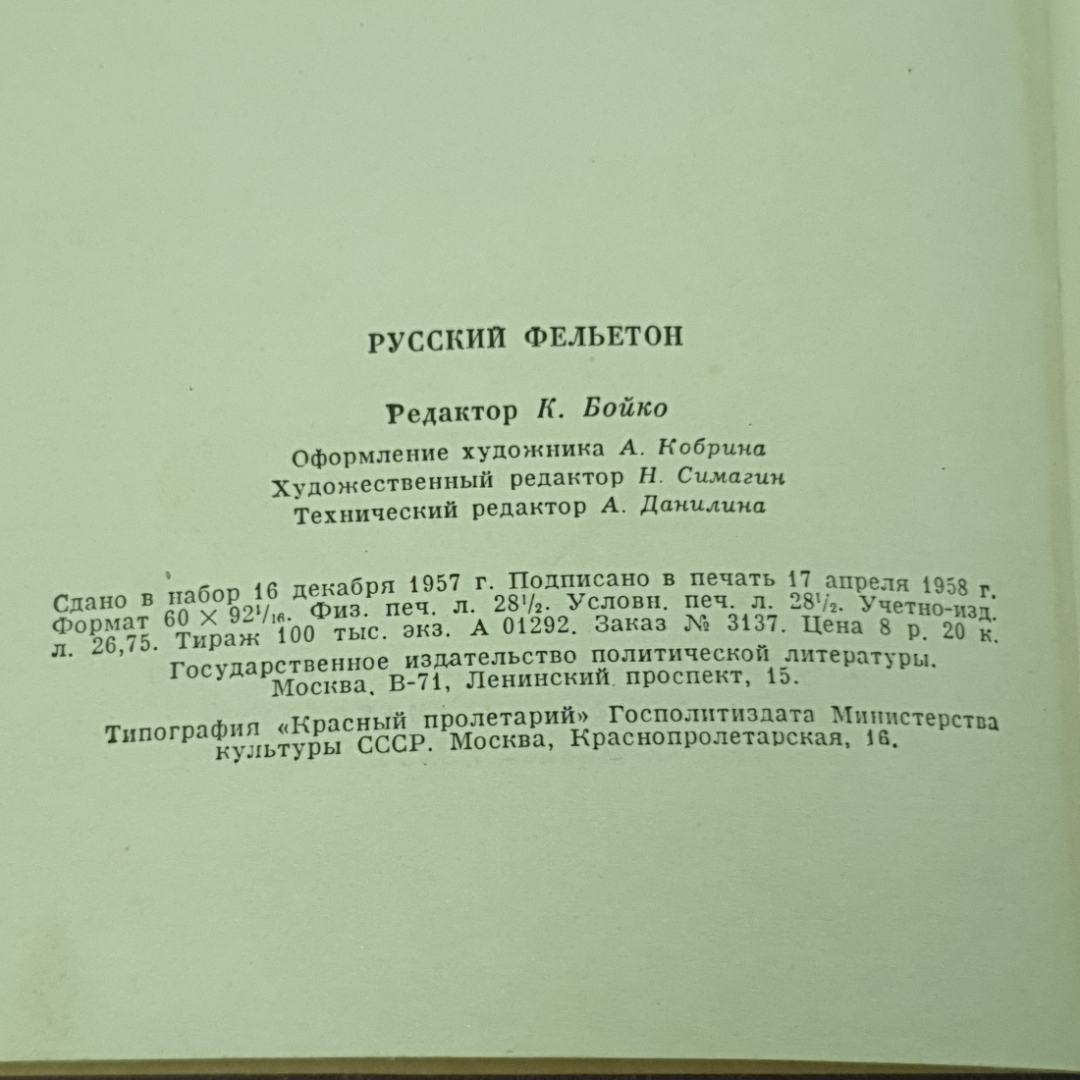 РУССКИЙ ФЕЛЬЕТОН
Редактор К. Бойко
Оформление художника А. Кобрина
Художественный редактор Н. Симагин
Технический редактор А. Данилина
Сдано в набор 16 декабря 1957 г. Подписано в печать 17 апреля 1958 г.
Формат 60 × 92¹/₁₆. Физ. печ. л. 28¹/₂. Условн. печ. л. 28¹/₂. Учетно-изд.
л. 26,75. Тираж 100 тыс. экз. А 01292. Заказ № 3137. Цена 8 р. 20 к.
Государственное издательство политической литературы.
Москва, В-71, Ленинский проспект, 15.
Типография «Красный пролетарий» Госполитиздата Министерства
культуры СССР. Москва, Краснопролетарская, 16.